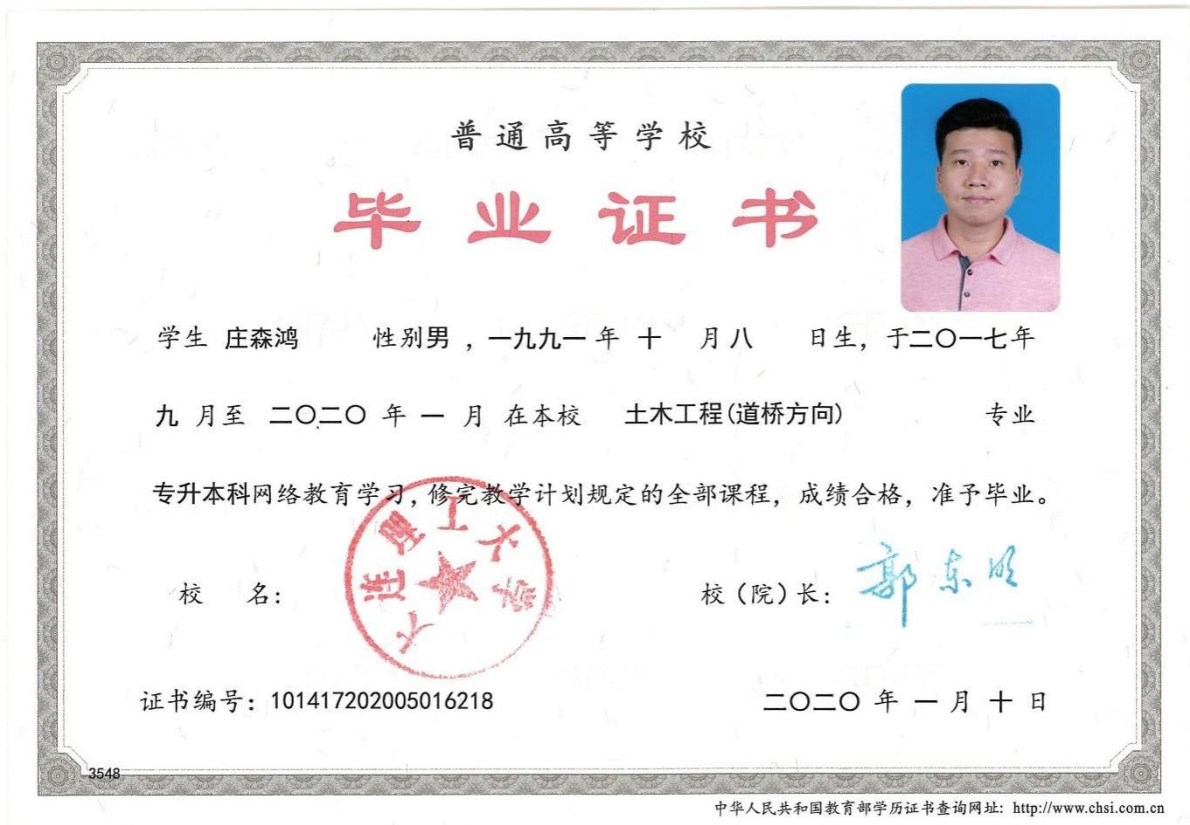 普通高等学校
毕业证书
学生 庄森鸿 性别男 ，一九九一 年 十 月 八 日生，于二〇一七年
九 月至 二〇二〇 年 一 月 在本校 土木工程(道桥方向) 专业
专升本科网络教育学习，修完教学计划规定的全部课程，成绩合格，准予毕业。
大连理工大学
校 名： 校（院）长： 郭东明
证书编号：101417202005016218 二〇二〇 年 一 月 十 日
3548
中华人民共和国教育部学历证书查询网址：http://www.chsi.com.cn